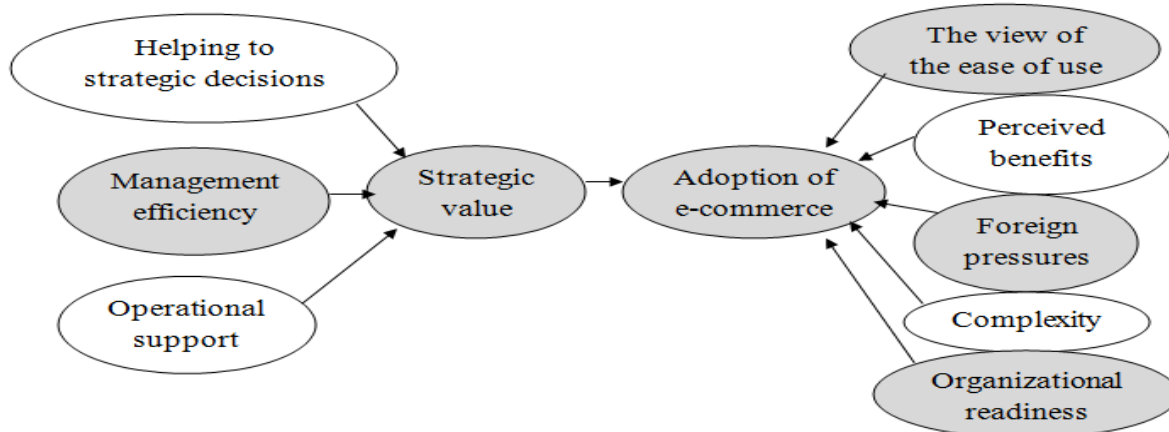 Helping to
strategic decisions
Management
efficiency
Operational
support
Strategic
value
Adoption of
e-commerce
The view of
the ease of use
Perceived
benefits
Foreign
pressures
Complexity
Organizational
readiness